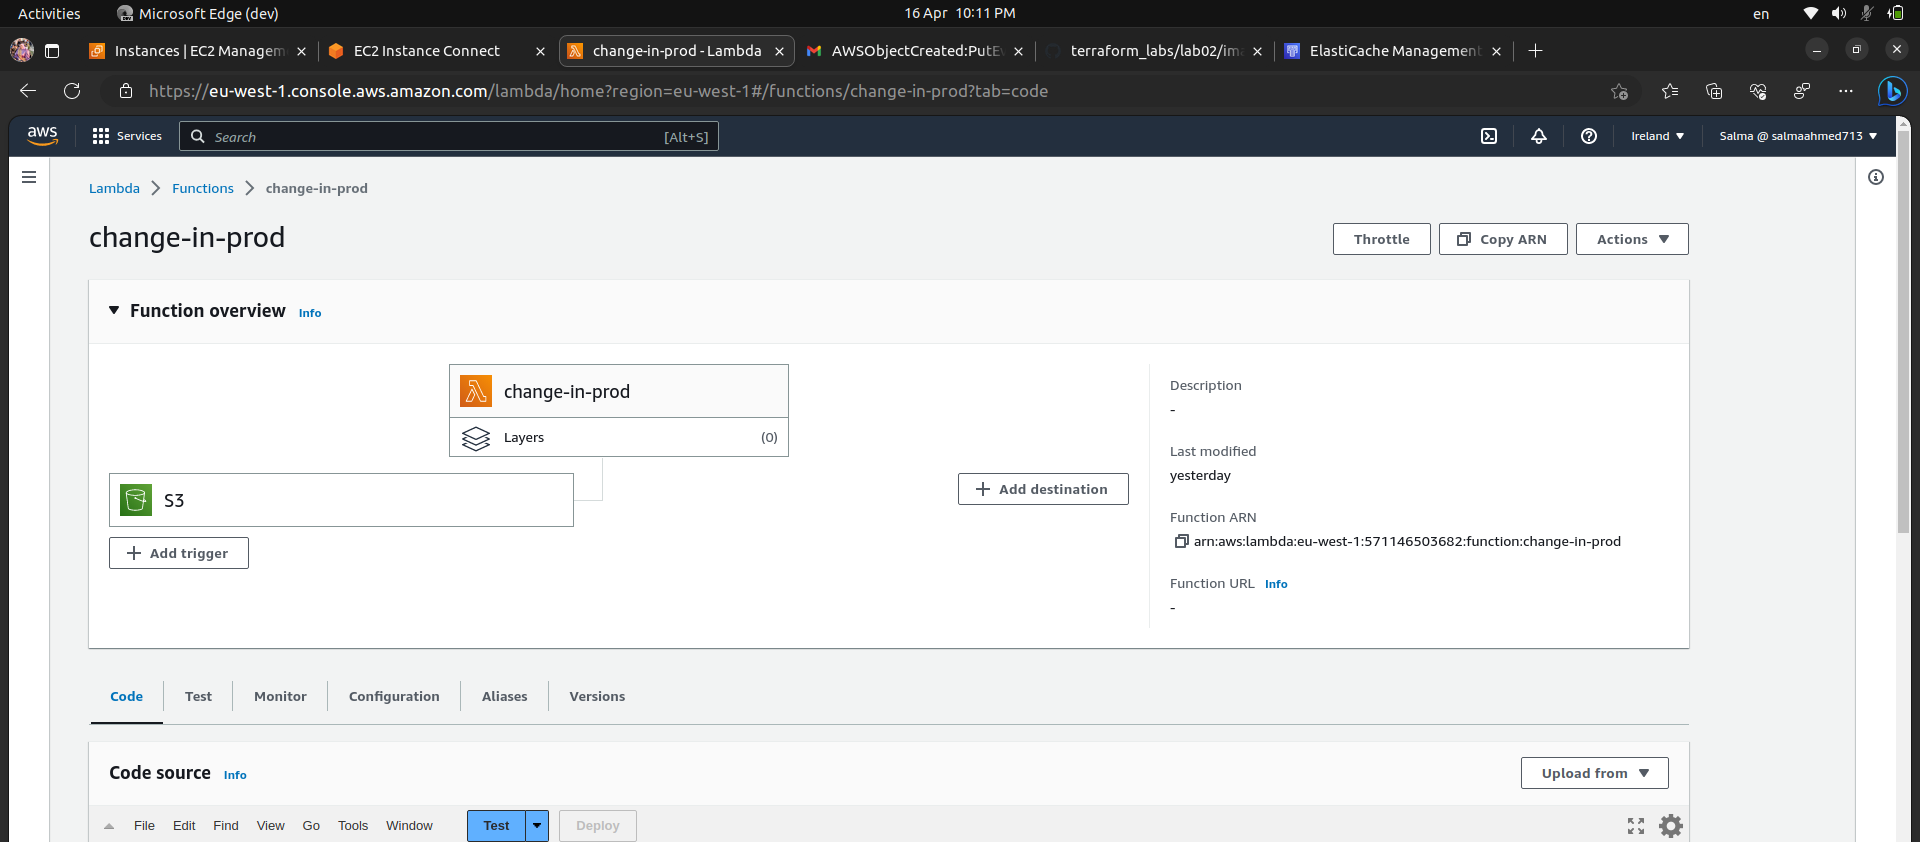 Activities Microsoft Edge (dev) 16 Apr 10:11 PM en
Instances | EC2 Managem EC2 Instance Connect change-in-prod - Lambda AWSObjectCreated:PutEv terraform_labs/lab02/im ElastiCache Management
https://eu-west-1.console.aws.amazon.com/lambda/home?region=eu-west-1#/functions/change-in-prod?tab=code
aws Services Search [Alt+S] Ireland Salma @ salmaahmed713
Lambda Functions change-in-prod
change-in-prod
Throttle Copy ARN Actions
Function overview Info
change-in-prod
Layers (0)
S3
Add trigger
Add destination
Description
-
Last modified
yesterday
Function ARN
arn:aws:lambda:eu-west-1:571146503682:function:change-in-prod
Function URL Info
-
Code Test Monitor Configuration Aliases Versions
Code source Info Upload from
File Edit Find View Go Tools Window Test Deploy